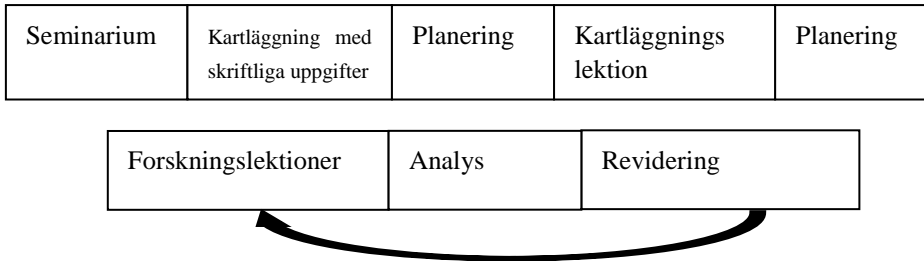 Seminarium
Kartläggning med
skriftliga uppgifter
Planering
Kartläggnings
lektion
Planering
Forskningslektioner
Analys
Revidering